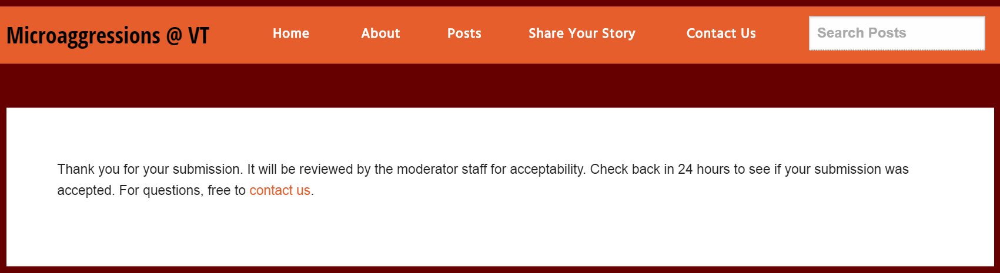 Microaggressions @ VT
Home
About
Posts
Share Your Story
Contact Us
Search Posts
Thank you for your submission. It will be reviewed by the moderator staff for acceptability. Check back in 24 hours to see if your submission was
accepted. For questions, free to contact us.